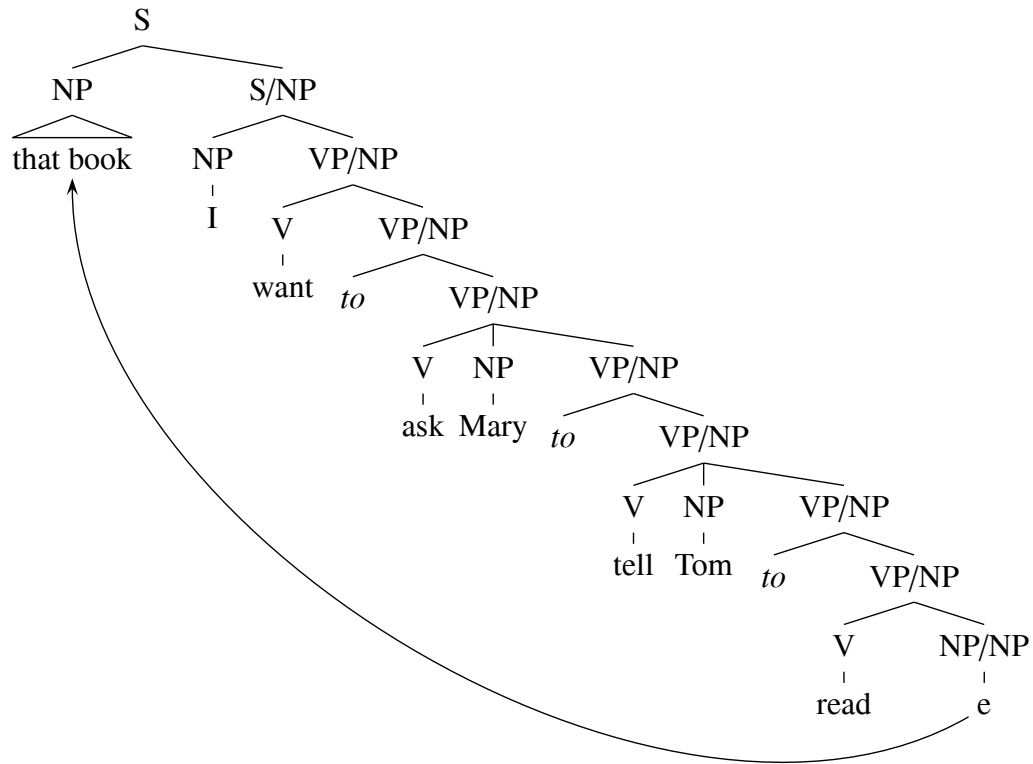 S
NP S/NP
that book NP VP/NP
I V VP/NP
want to VP/NP
V NP VP/NP
ask Mary to VP/NP
V NP VP/NP
tell Tom to VP/NP
V NP/NP
read e